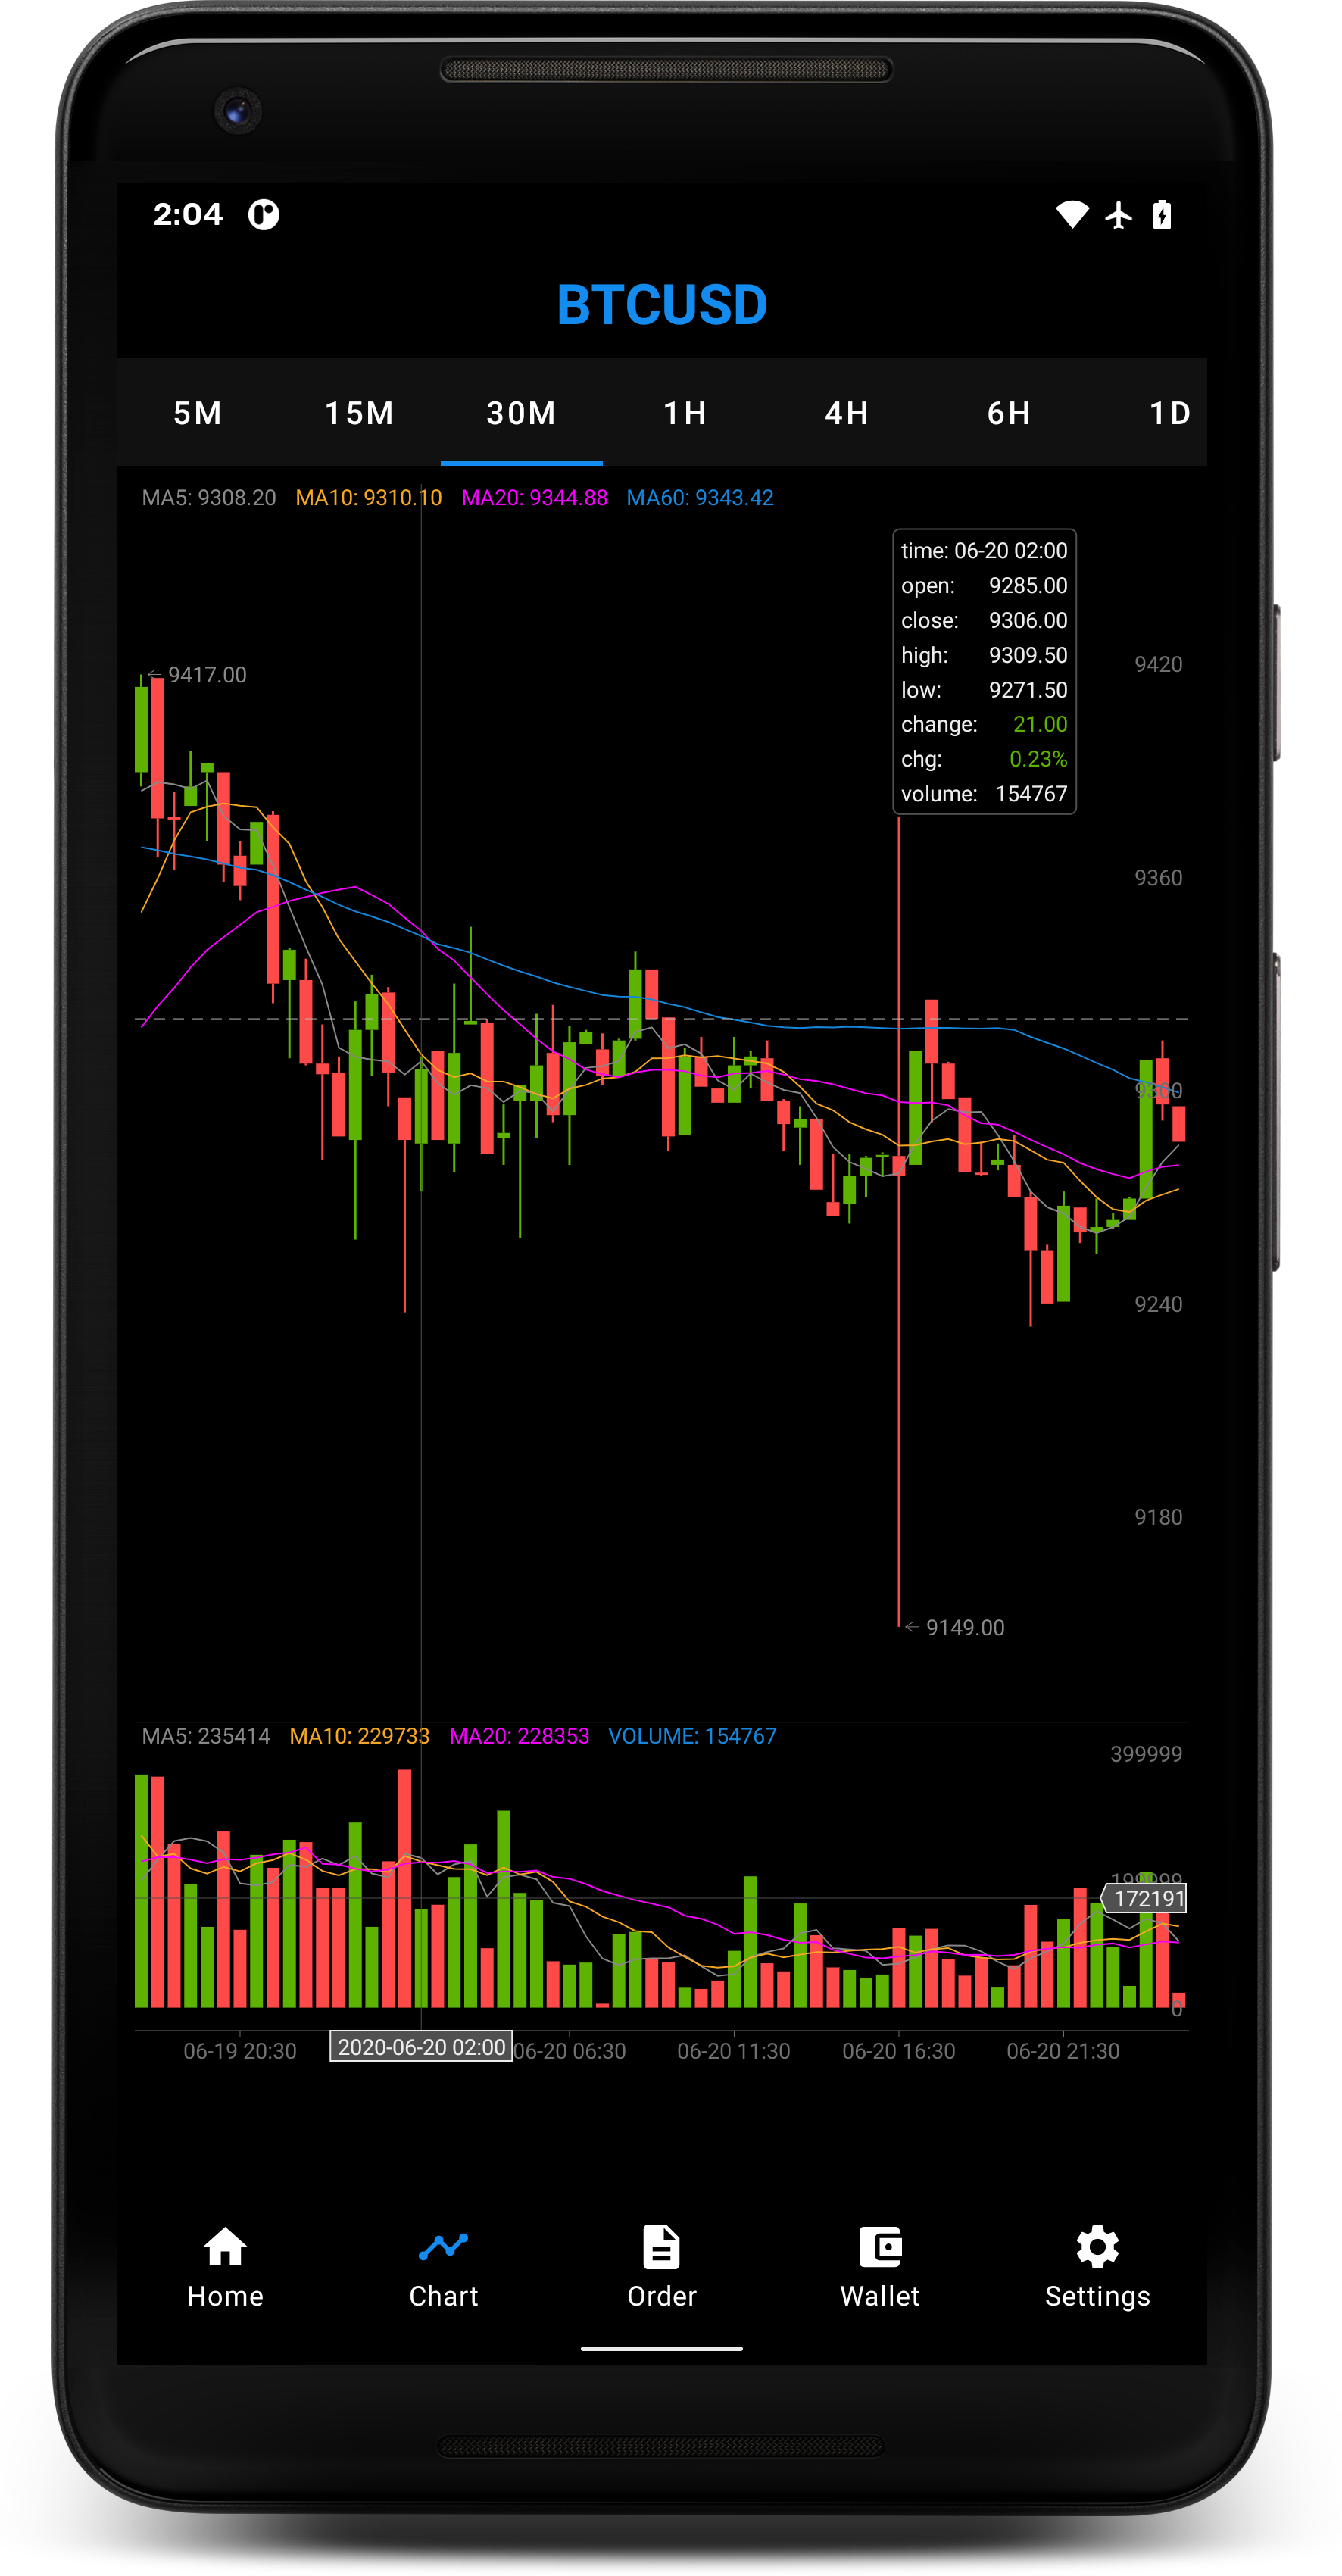 2:04
BTCUSD
5M 15M 30M 1H 4H 6H 1D
MA5: 9308.20 MA10: 9310.10 MA20: 9344.88 MA60: 9343.42
time: 06-20 02:00
open: 9285.00
close: 9306.00
high: 9309.50
low: 9271.50
change: 21.00
chg: 0.23%
volume: 154767
9420
9417.00
9360
9300
9240
9180
9149.00
MA5: 235414 MA10: 229733 MA20: 228353 VOLUME: 154767
399999
199999
172191
0
06-19 20:30 2020-06-20 02:00 06-20 06:30 06-20 11:30 06-20 16:30 06-20 21:30
Home Chart Order Wallet Settings